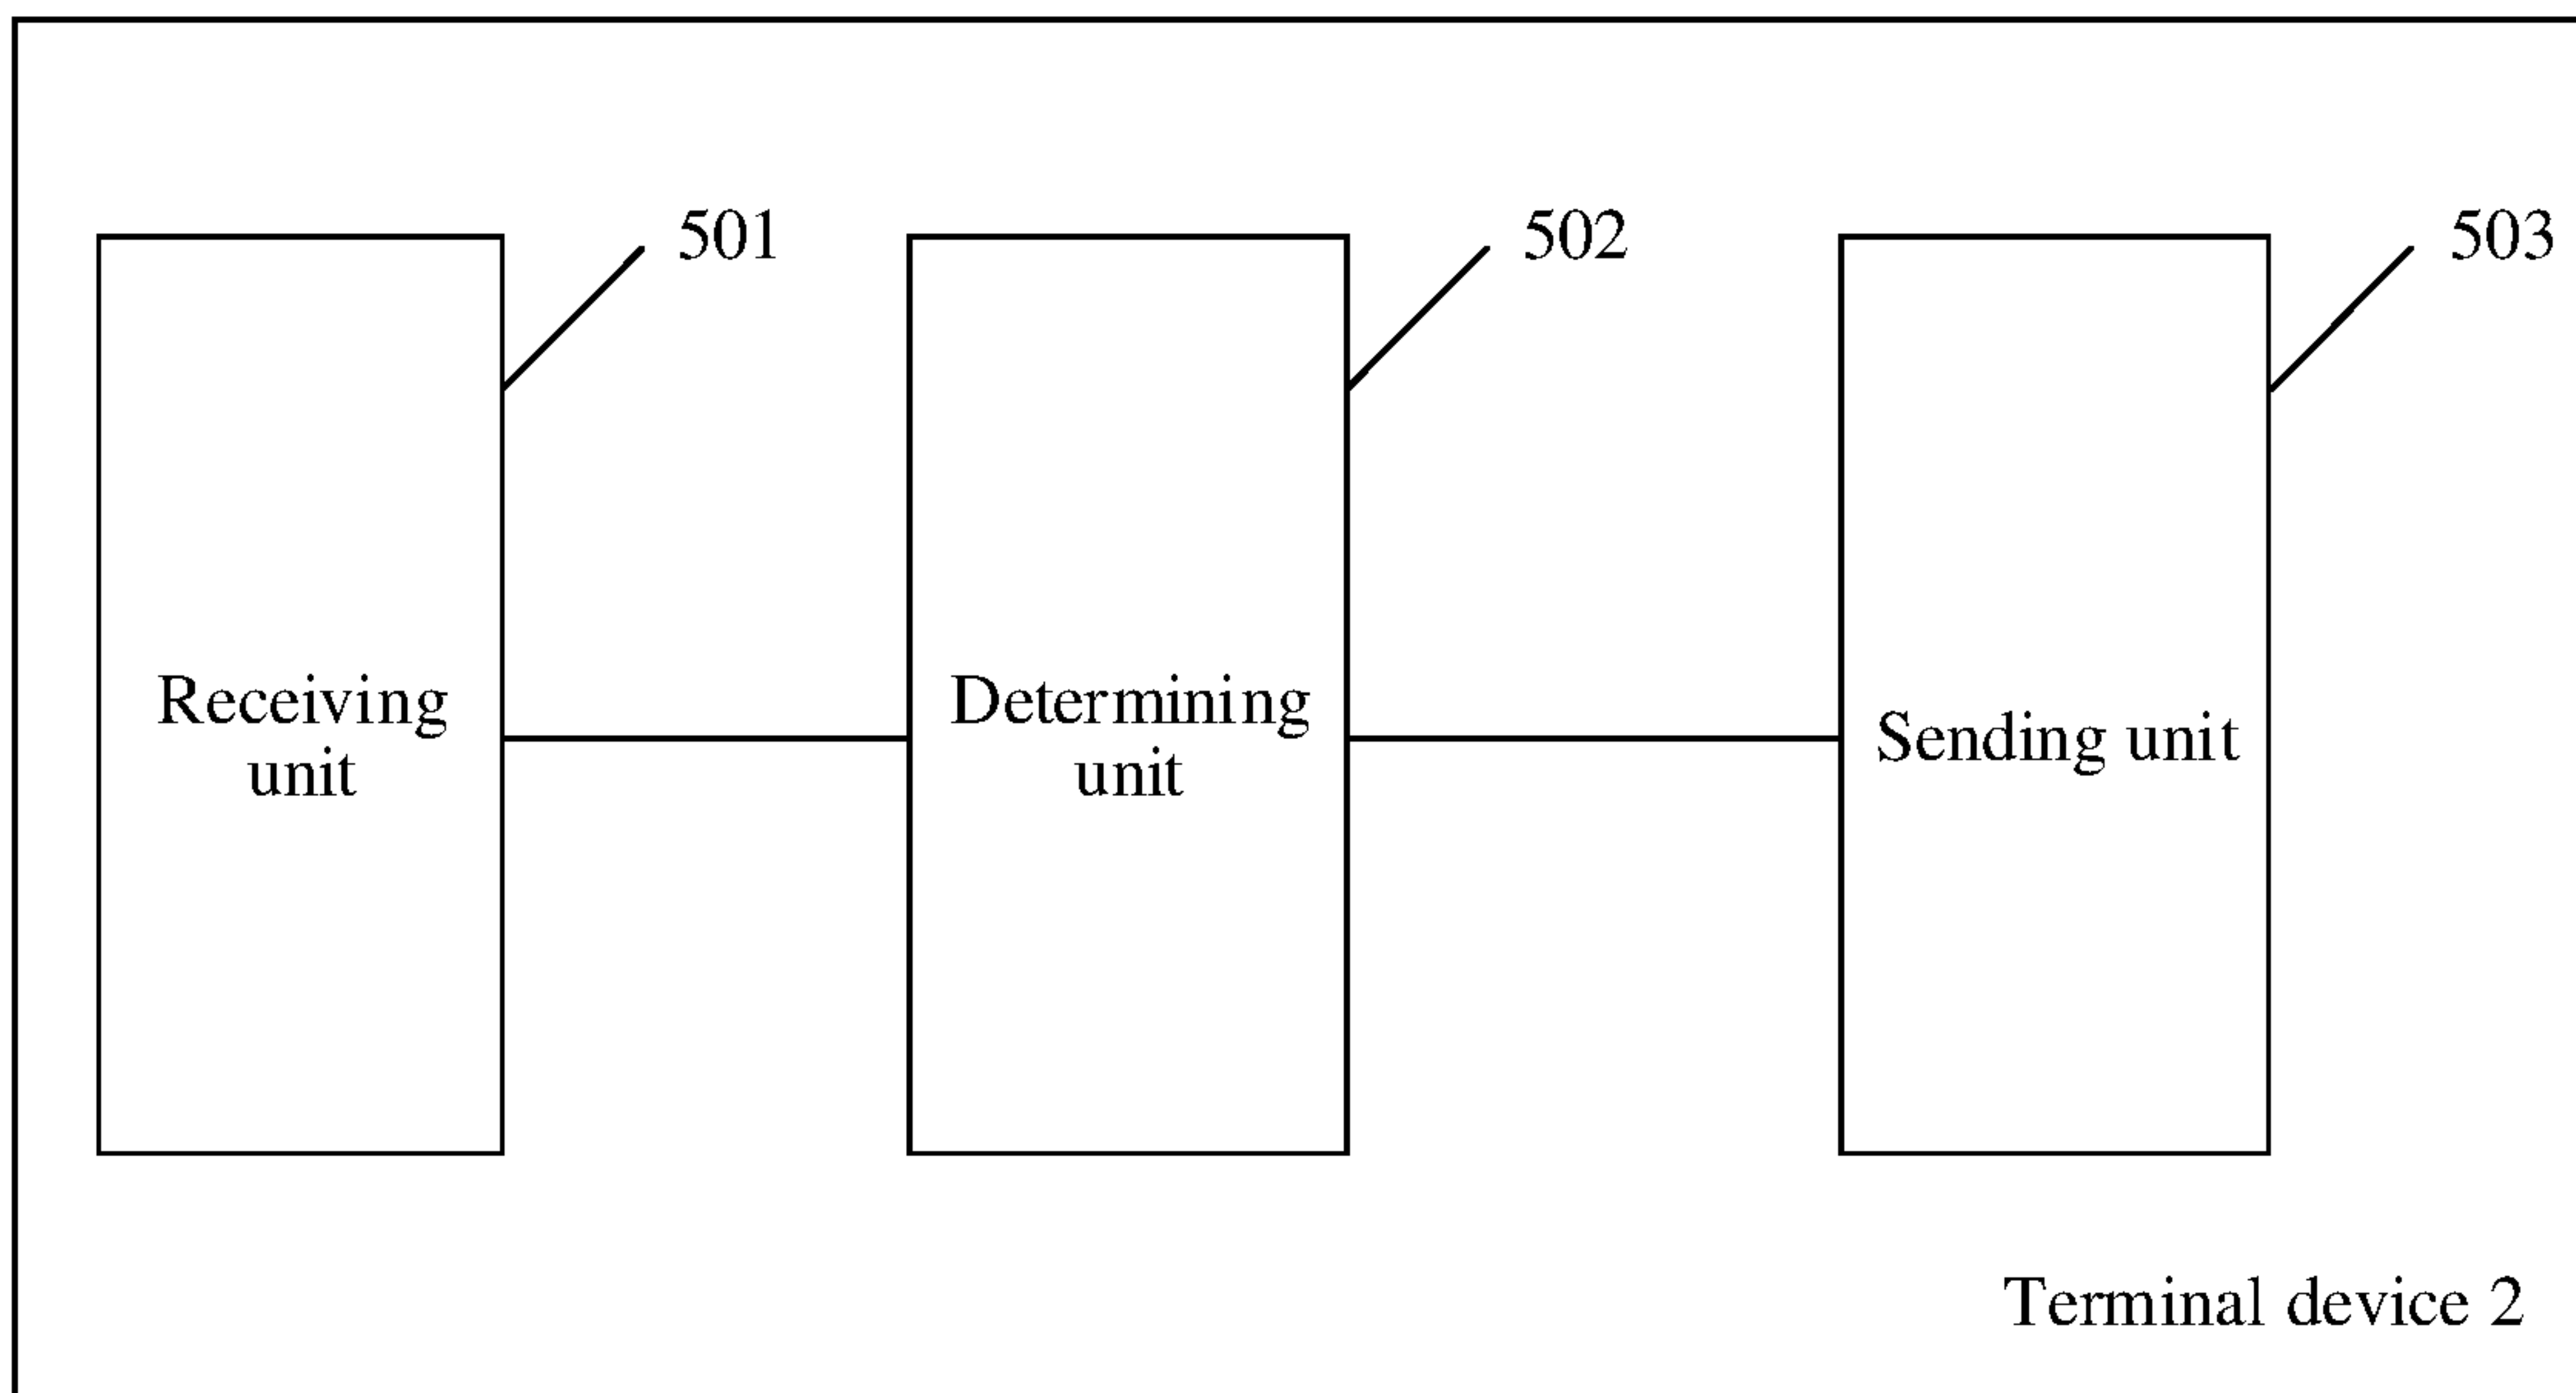 501
502
503
Receiving
unit
Determining
unit
Sending unit
Terminal device 2